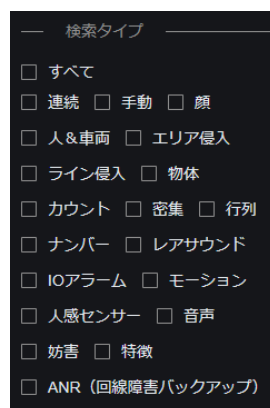 検索タイプ
すべて
連続 手動 顔
人&車両 エリア侵入
ライン侵入 物体
カウント 密集 行列
ナンバー レアサウンド
IOアラーム モーション
人感センサー 音声
妨害 特徴
ANR（回線障害バックアップ）